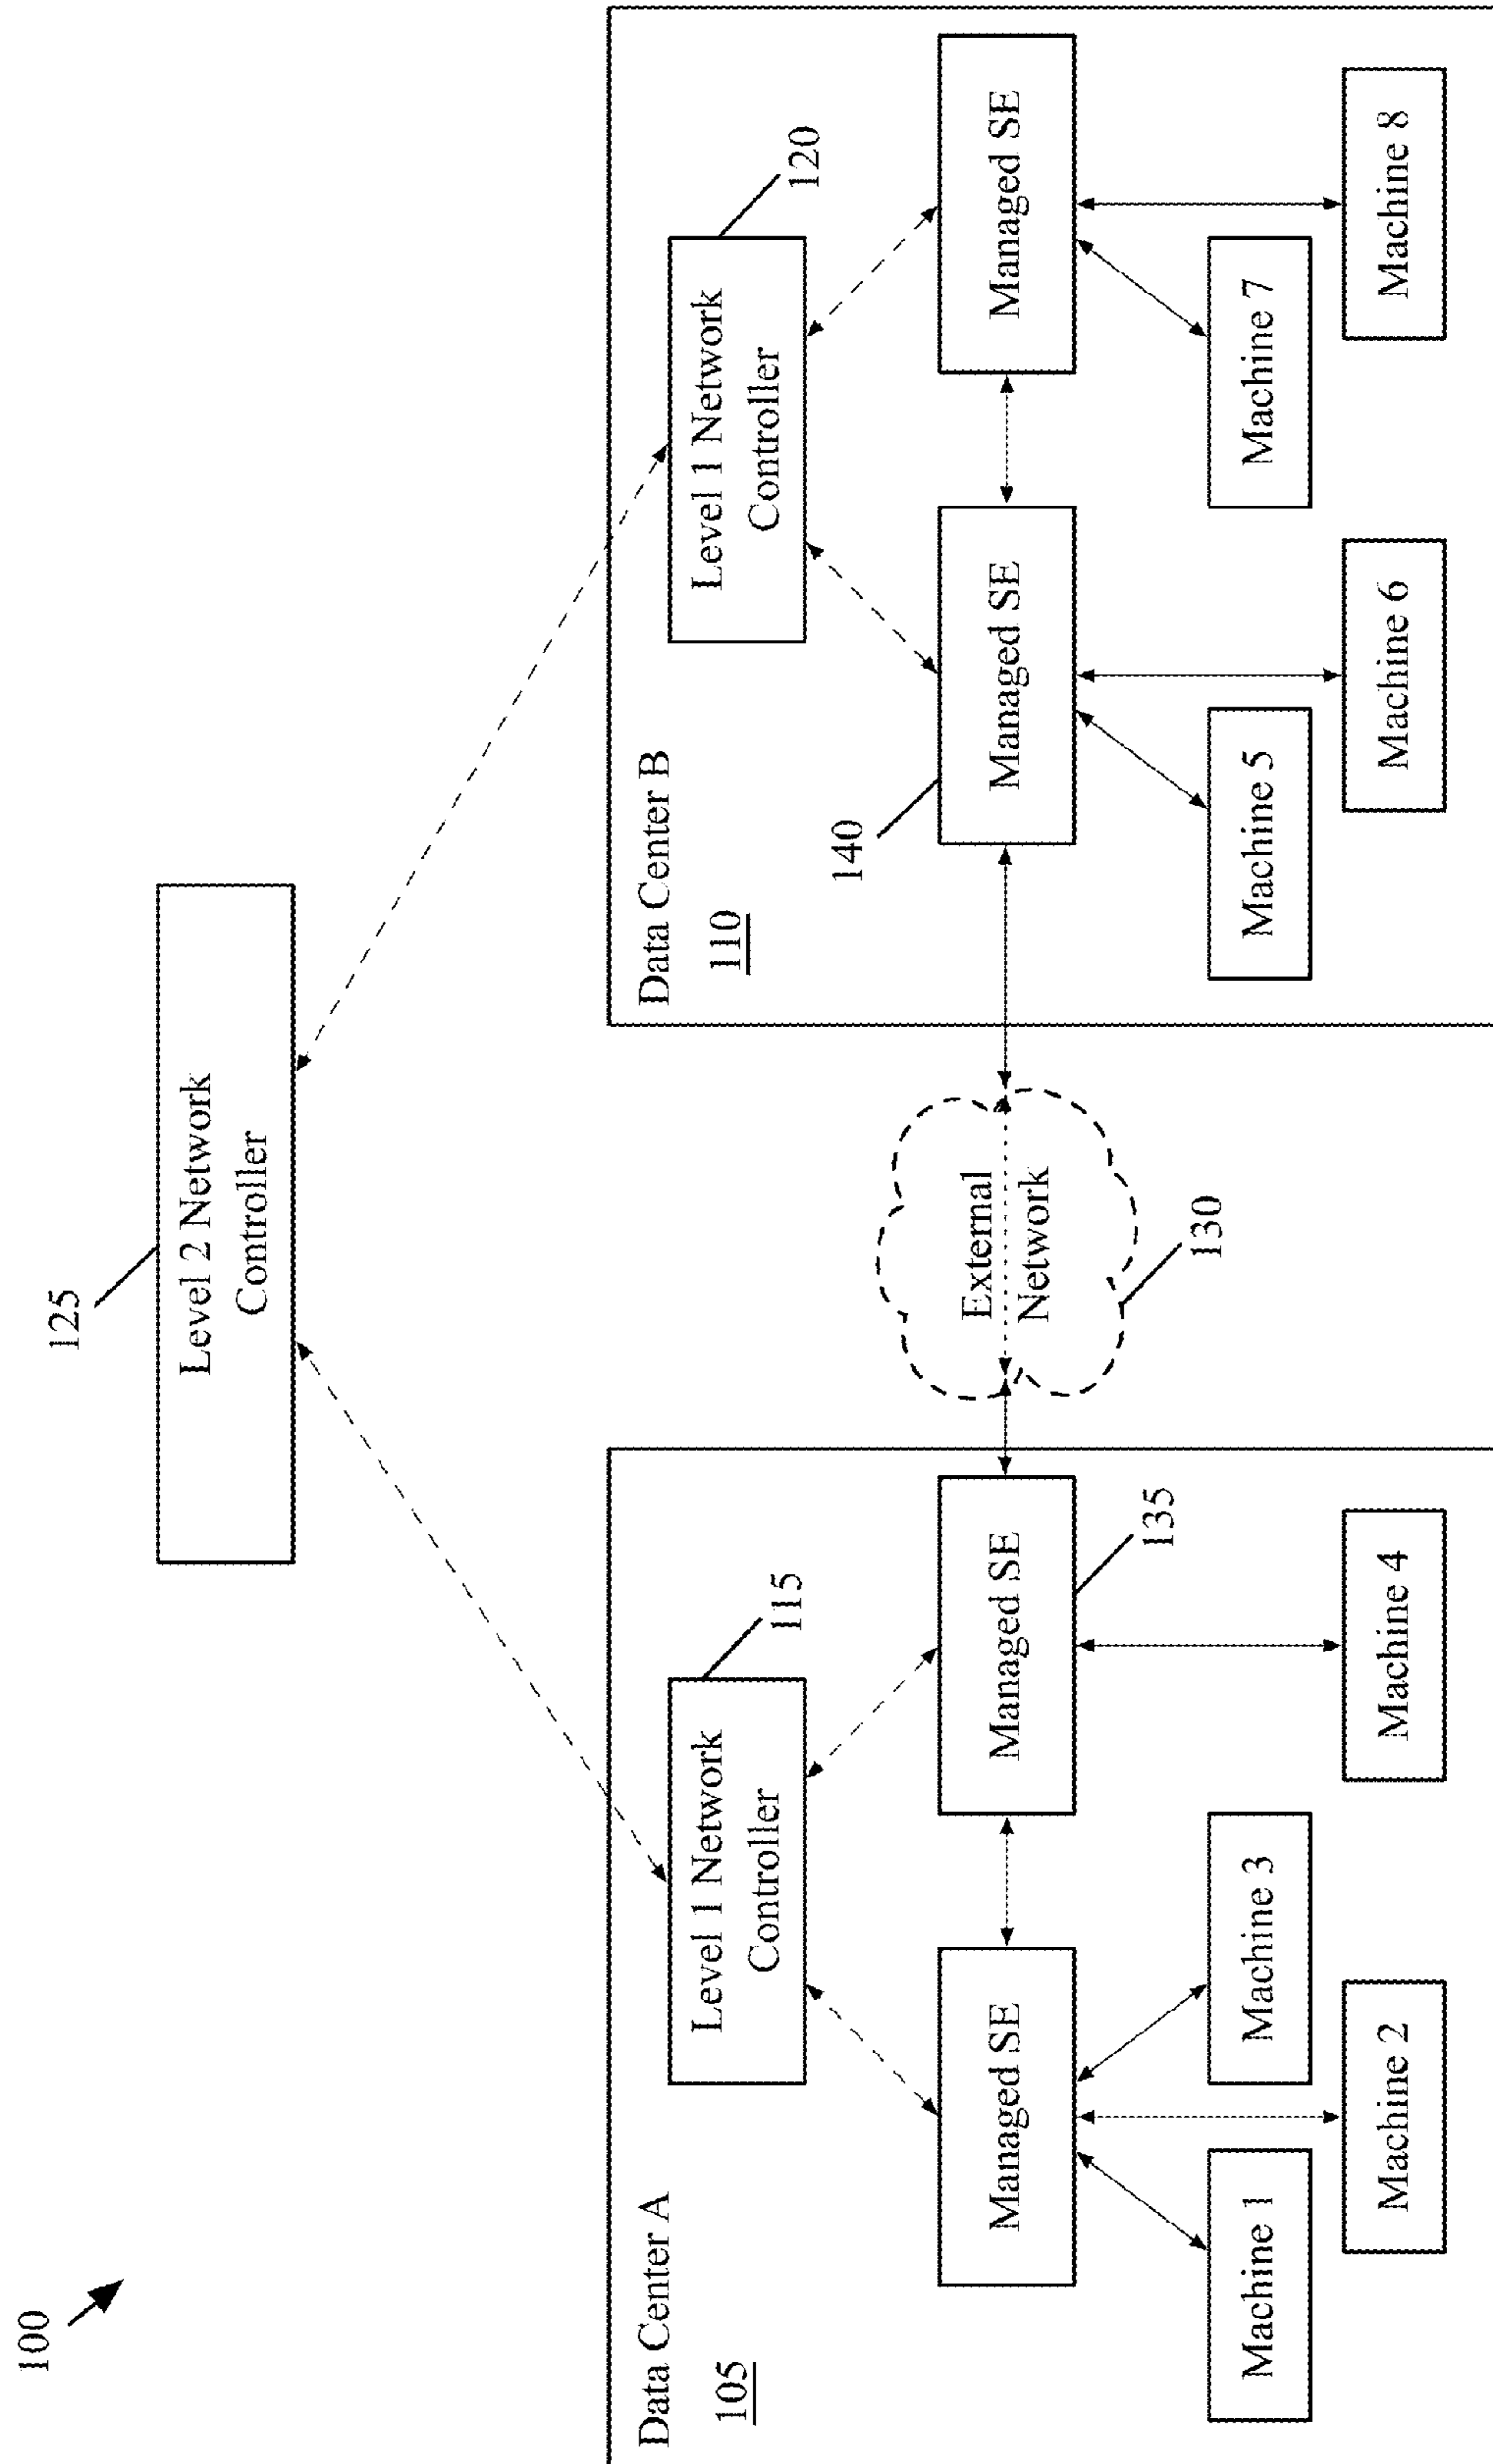 100
125
Level 2 Network
Controller
Data Center A
105
Level 1 Network
Controller
115
Managed SE
Managed SE
135
Machine 1
Machine 2
Machine 3
Machine 4
External
Network
130
Data Center B
110
Level 1 Network
Controller
120
140
Managed SE
Managed SE
Machine 5
Machine 6
Machine 7
Machine 8